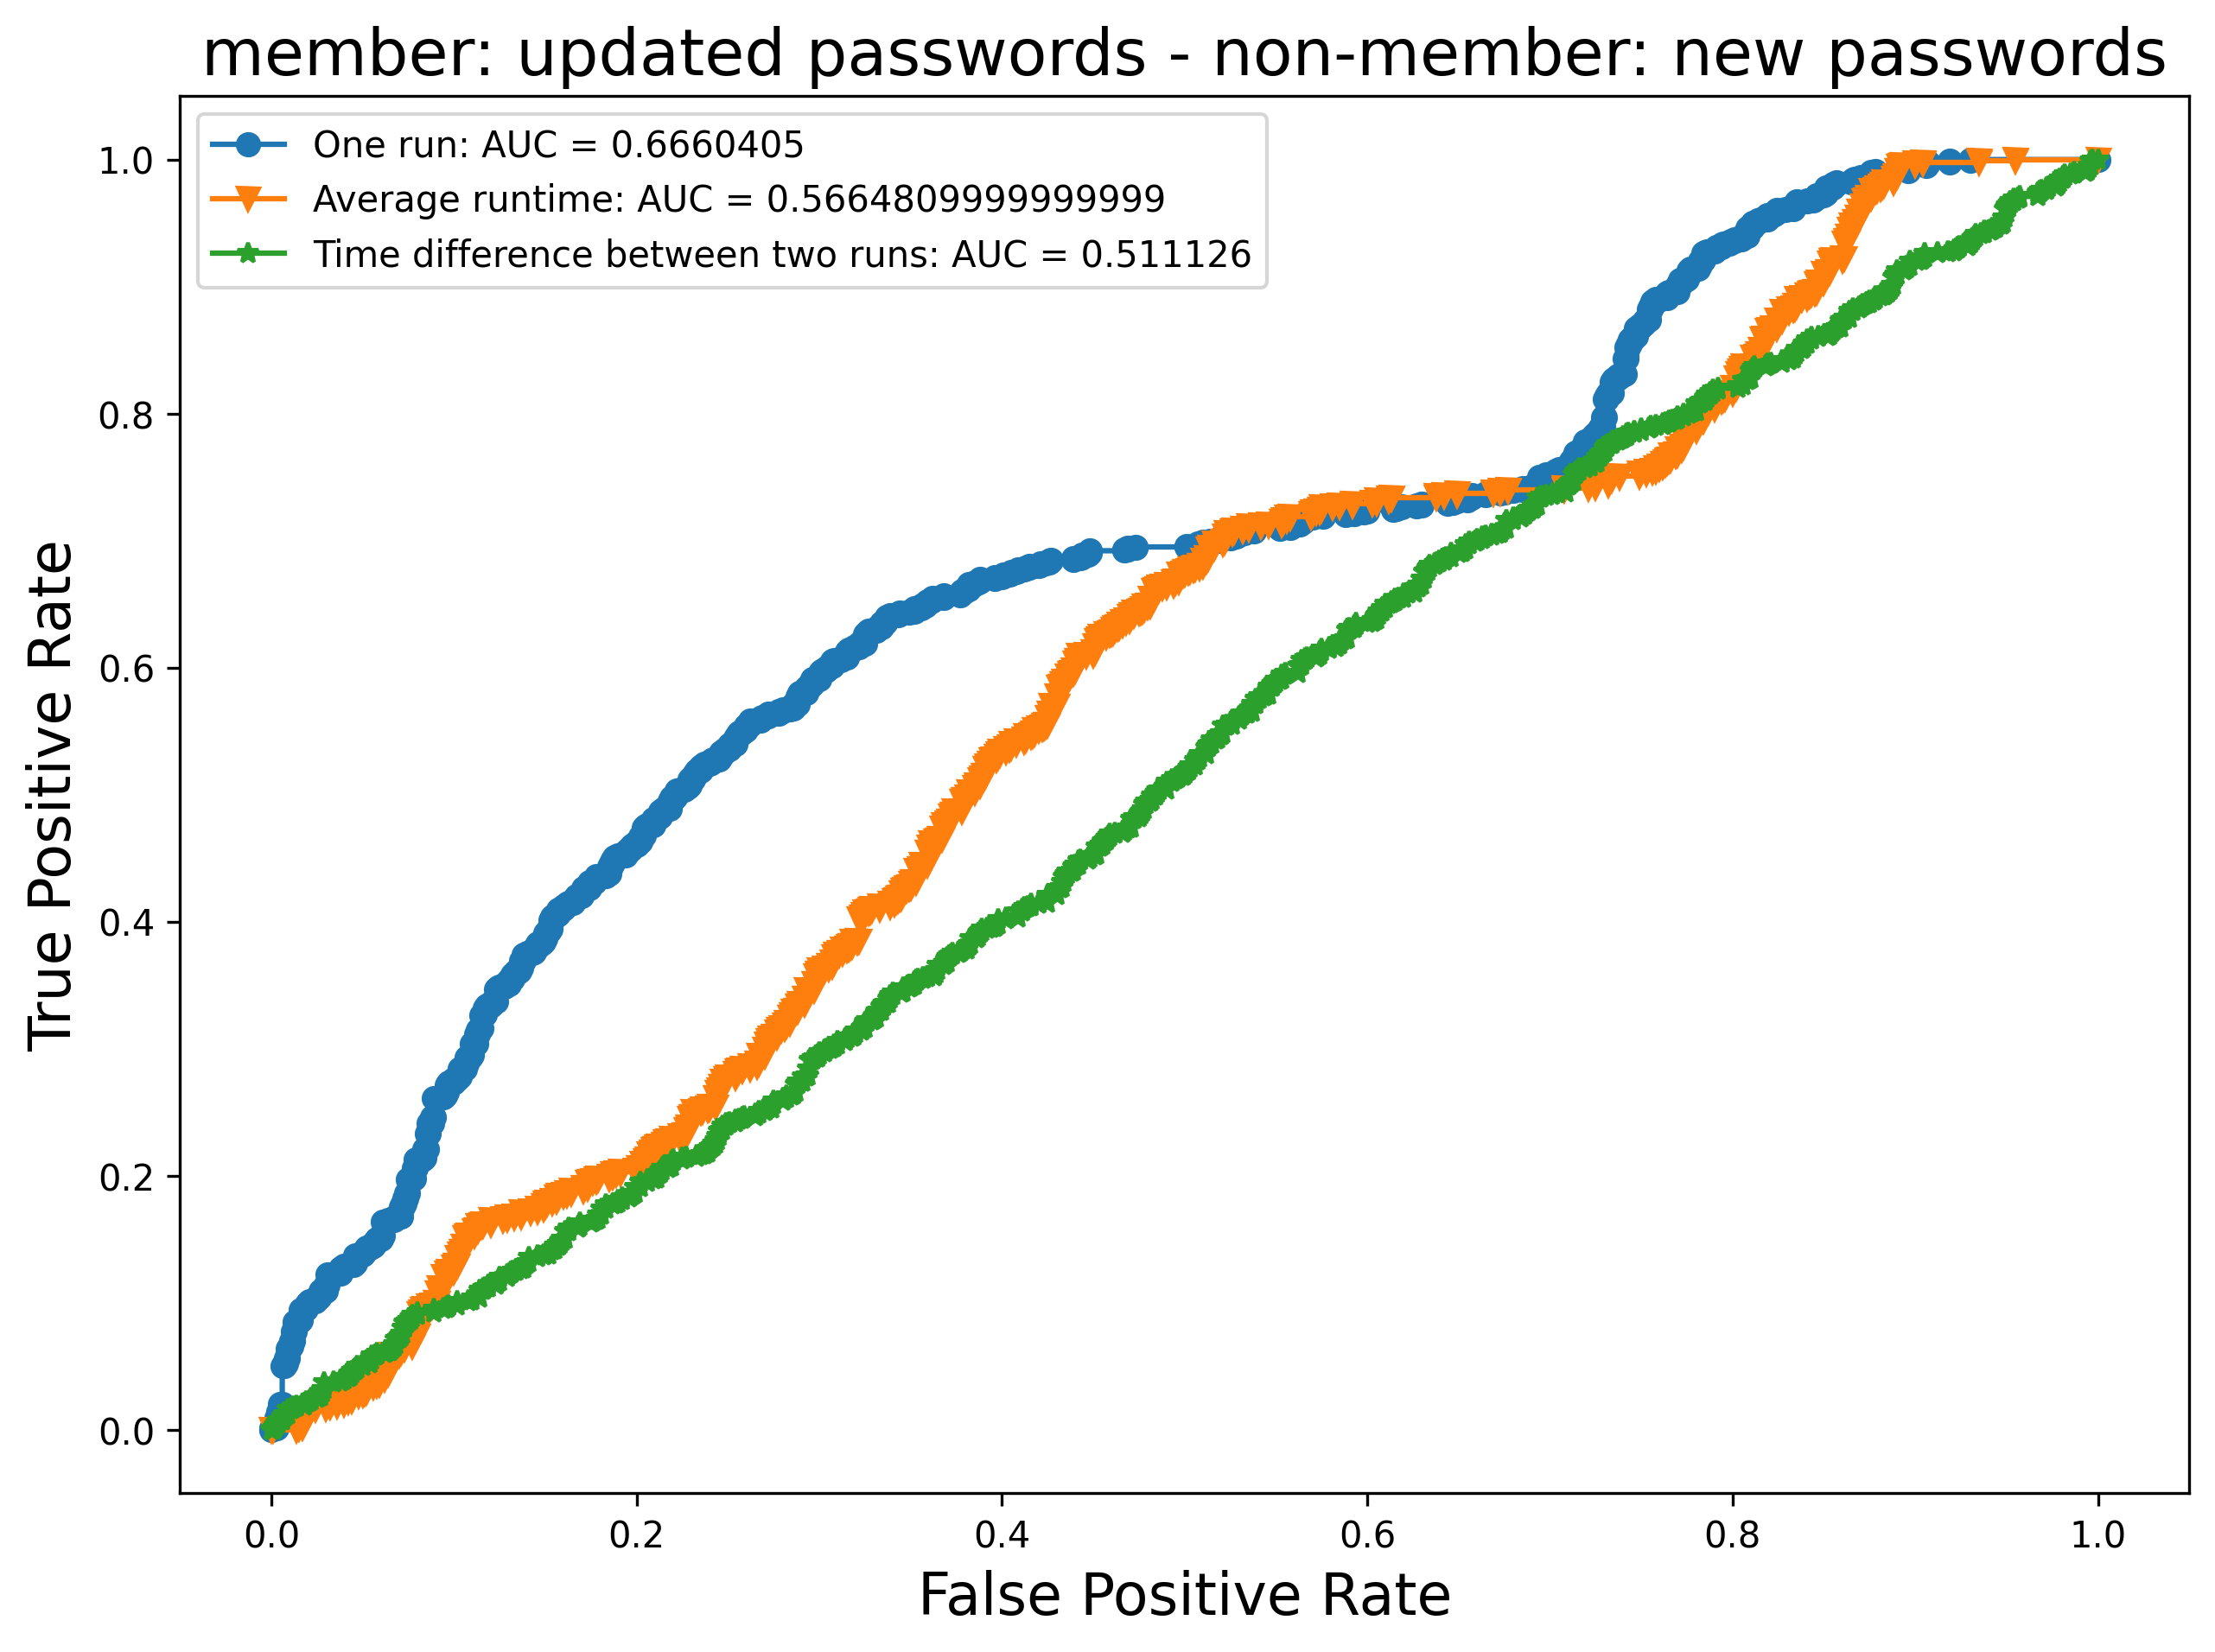 member: updated passwords - non-member: new passwords
One run: AUC = 0.6660405
Average runtime: AUC = 0.5664809999999999
Time difference between two runs: AUC = 0.511126
True Positive Rate
1.0
0.8
0.6
0.4
0.2
0.0
0.0 0.2 0.4 0.6 0.8 1.0
False Positive Rate